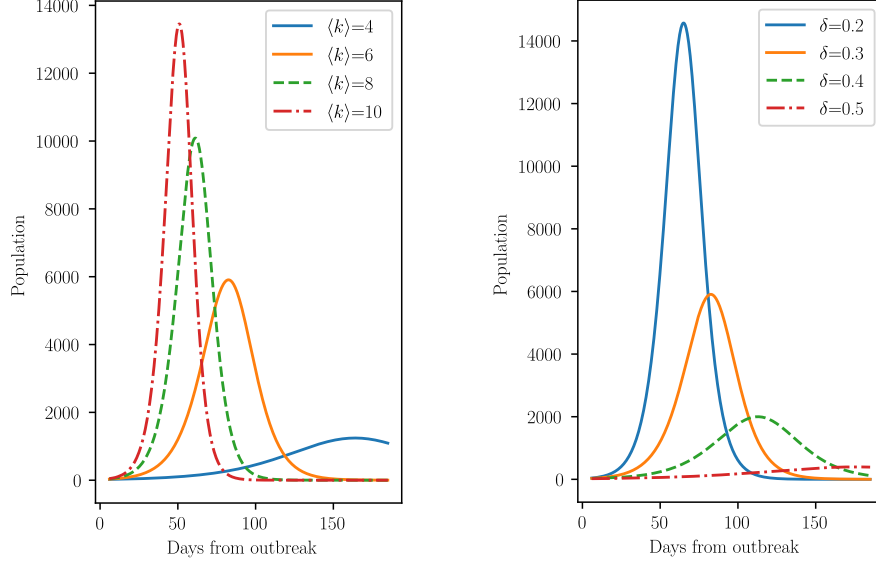 14000
12000
10000
8000
6000
4000
2000
0
Population
0
50
100
150
Days from outbreak
⟨k⟩=4
⟨k⟩=6
⟨k⟩=8
⟨k⟩=10
14000
12000
10000
8000
6000
4000
2000
0
Population
0
50
100
150
Days from outbreak
δ=0.2
δ=0.3
δ=0.4
δ=0.5